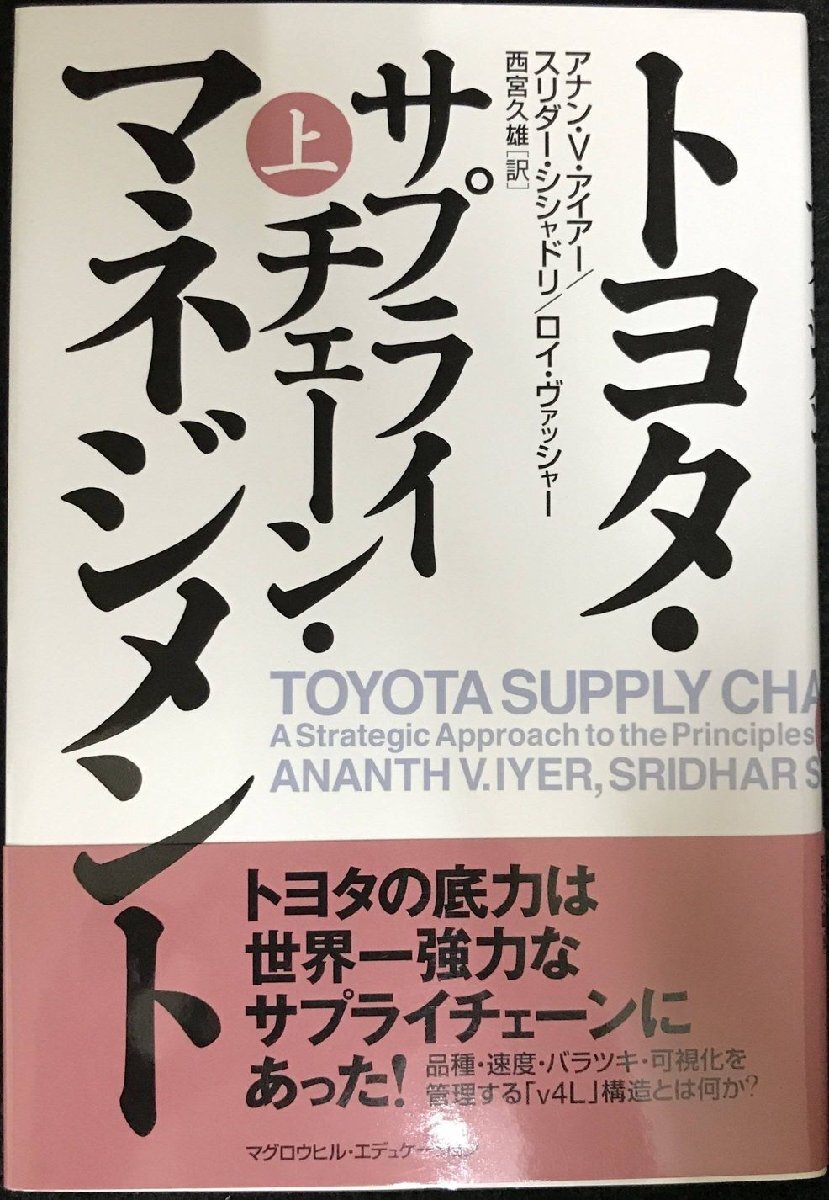 トヨタ・
サプライ
チェーン・
マネジメント
上
アナン・V・アイアー/
スリダー・シシャドリ/ロイ・ヴァッシャー
西宮久雄[訳]
TOYOTA SUPPLY CHA
A Strategic Approach to the Principles
ANANTH V. IYER, SRIDHAR S
トヨタの底力は
世界一強力な
サプライチェーンに
あった!
品種・速度・バラツキ・可視化を
管理する「v4L」構造とは何か?
マグロウヒル・エデュケーション